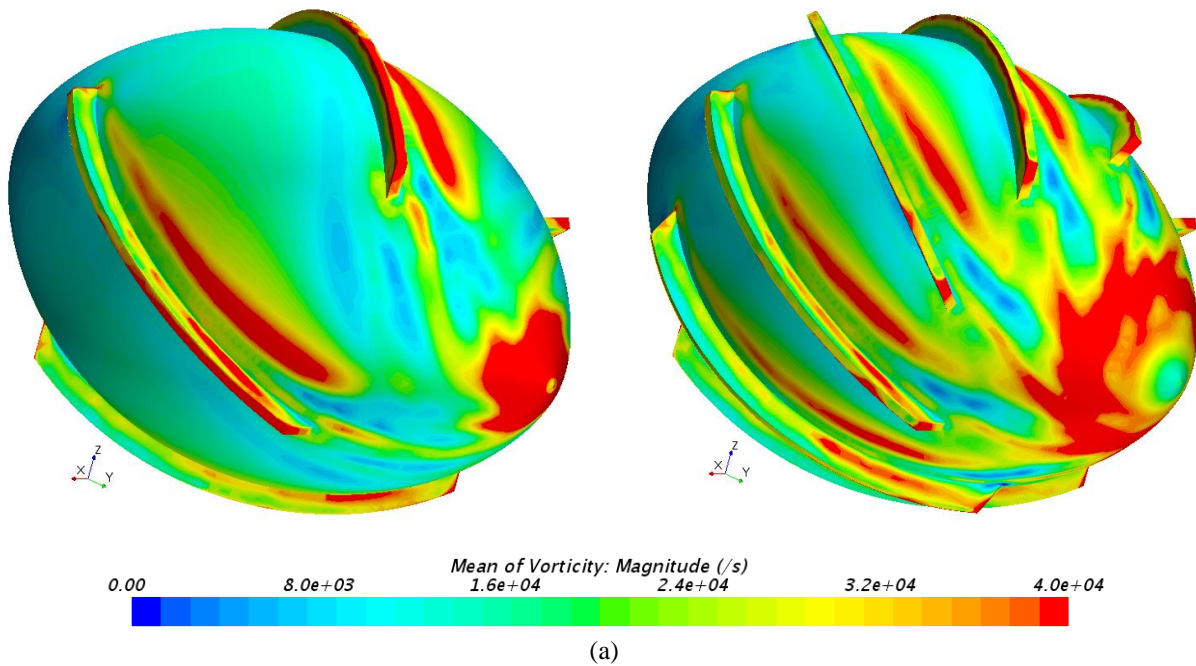 Z
X
Y
Z
X
Y
Mean of Vorticity: Magnitude (/s)
0.00 8.0e+03 1.6e+04 2.4e+04 3.2e+04 4.0e+04
(a)